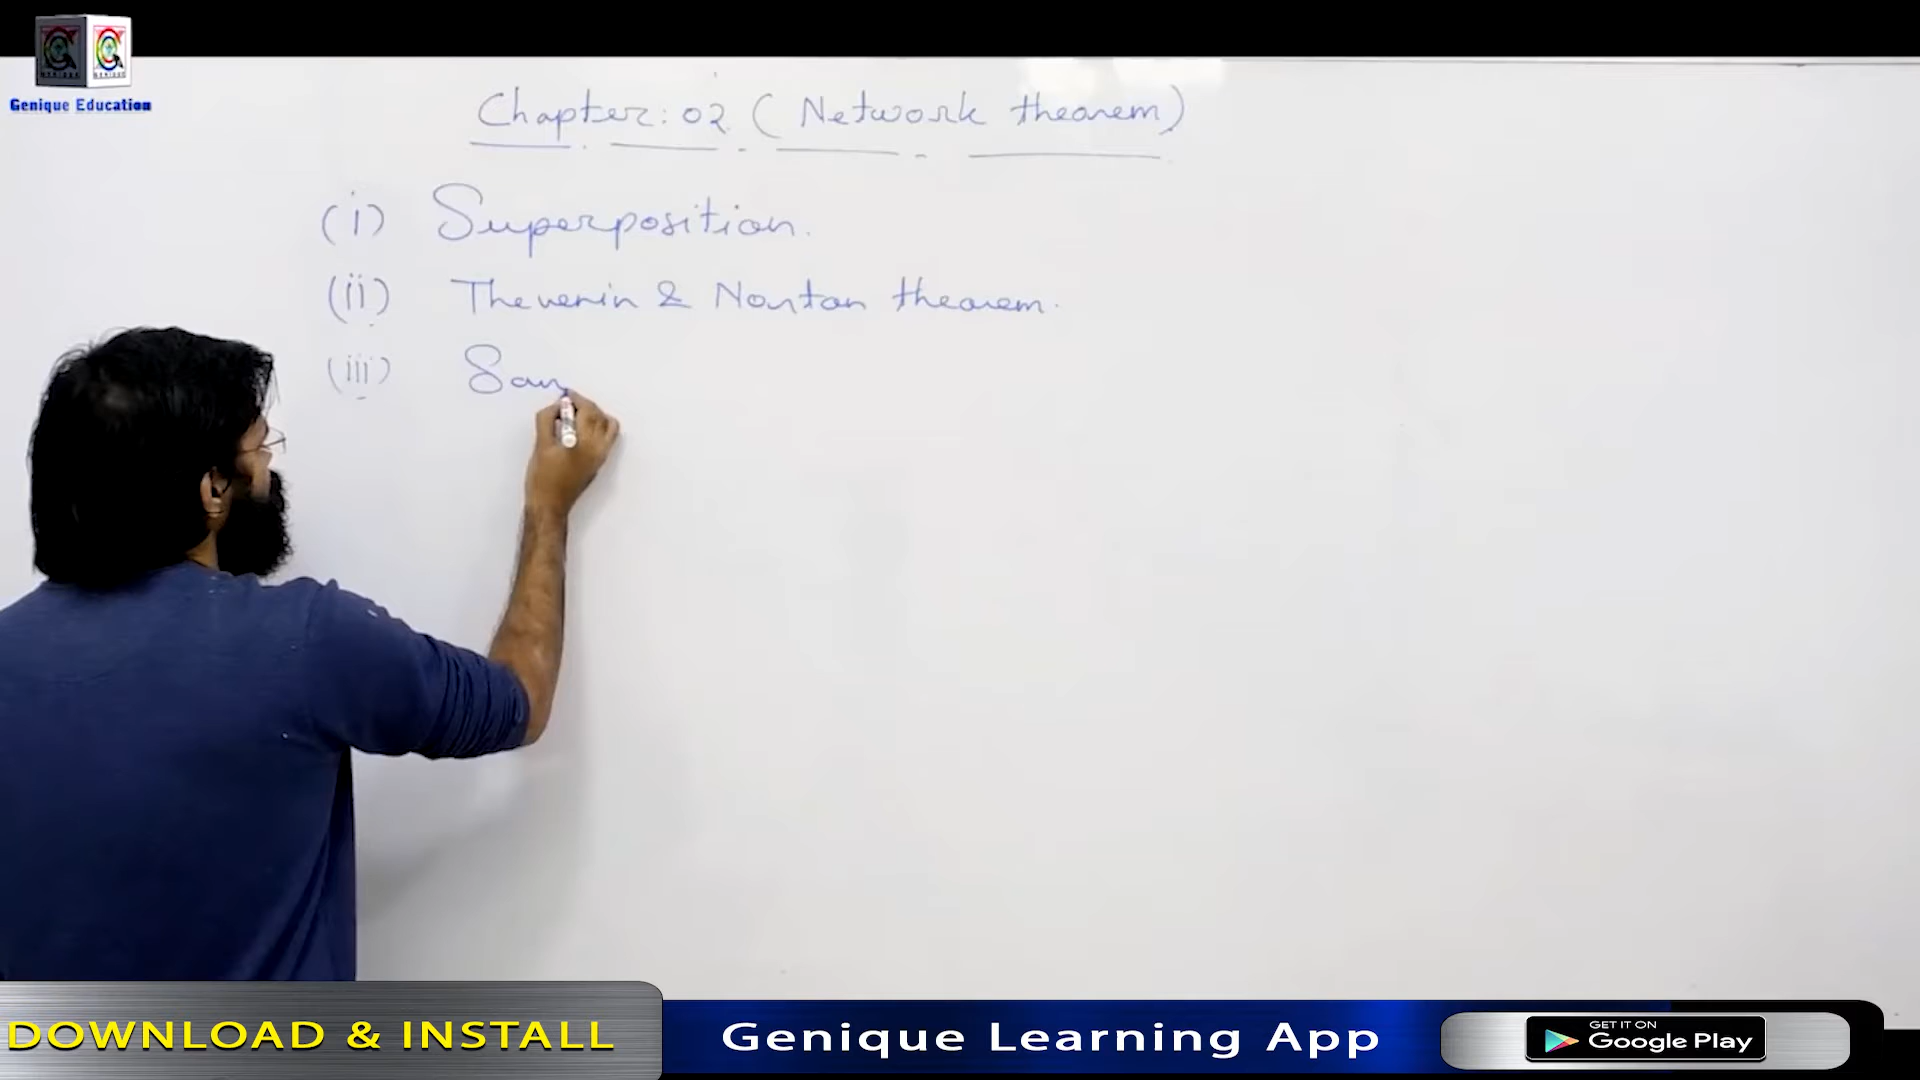 Genique Education
Chapter: 02 (Network theorem)
(i) Superposition.
(ii) Thevenin & Norton theorem.
(iii) Sou
DOWNLOAD & INSTALL
Genique Learning App
GET IT ON
Google Play